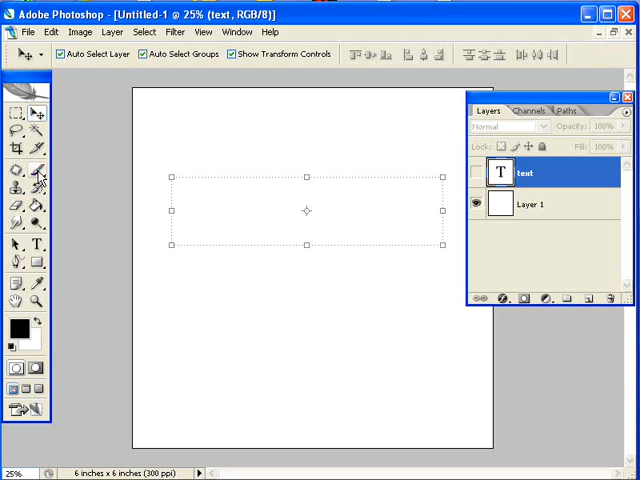 Adobe Photoshop - [Untitled-1 @ 25% (text, RGB/8)]
File Edit Image Layer Select Filter View Window Help
Auto Select Layer Auto Select Groups Show Transform Controls
Layers Channels Paths
Normal Opacity: 100%
Lock: Fill: 100%
T text
Layer 1
T
25% 6 inches x 6 inches (300 ppi)